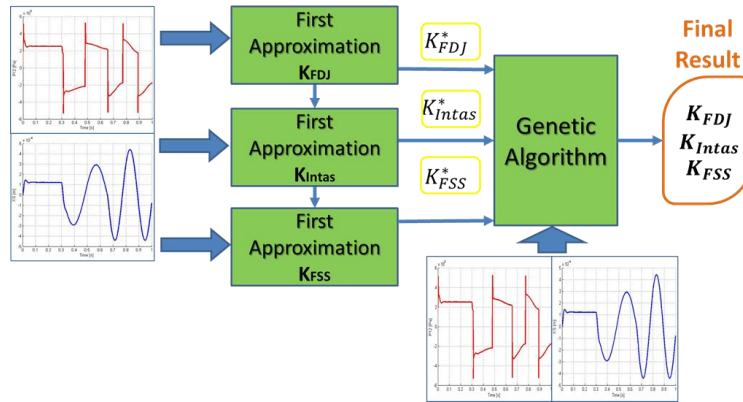 First
Approximation
KFDJ
K*FDJ
Final
Result
First
Approximation
KIntas
K*Intas
Genetic
Algorithm
KFDJ
KIntas
KFSS
First
Approximation
KFSS
K*FSS
Time [s]
Time [s]
Time [s]
Time [s]